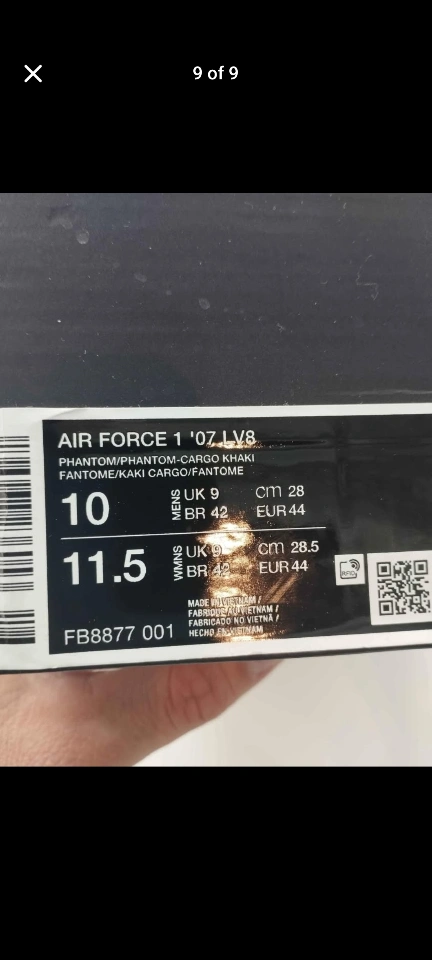 9 of 9
AIR FORCE 1 '07 LV8
PHANTOM/PHANTOM-CARGO KHAKI
FANTOME/KAKI CARGO/FANTOME
10 MENS UK 9 cm 28
BR 42 EUR 44
11.5 WMNS UK 9 cm 28.5
BR 42 EUR 44
RFID
MADE IN VIETNAM /
FABRIQUE AU VIETNAM /
FABRICADO NO VIETNÃ /
HECHO EN VIETNAM
FB8877 001